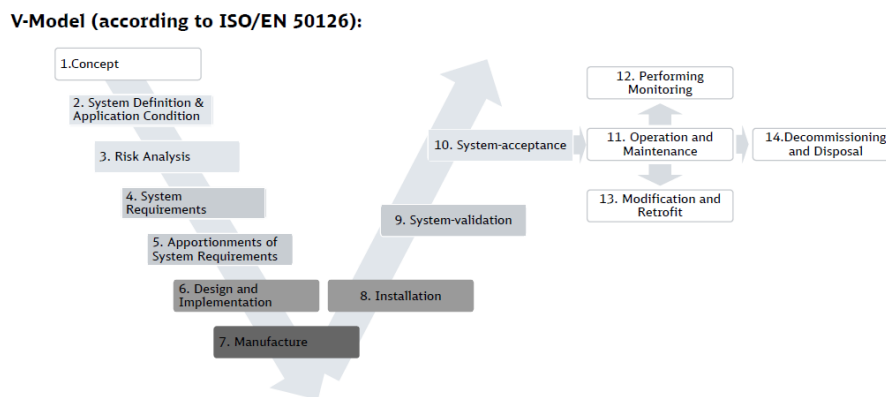 V-Model (according to ISO/EN 50126):
1.Concept
2. System Definition &
Application Condition
3. Risk Analysis
4. System
Requirements
5. Apportionments of
System Requirements
6. Design and
Implementation
7. Manufacture
8. Installation
9. System-validation
10. System-acceptance
11. Operation and
Maintenance
12. Performing
Monitoring
13. Modification and
Retrofit
14.Decommissioning
and Disposal